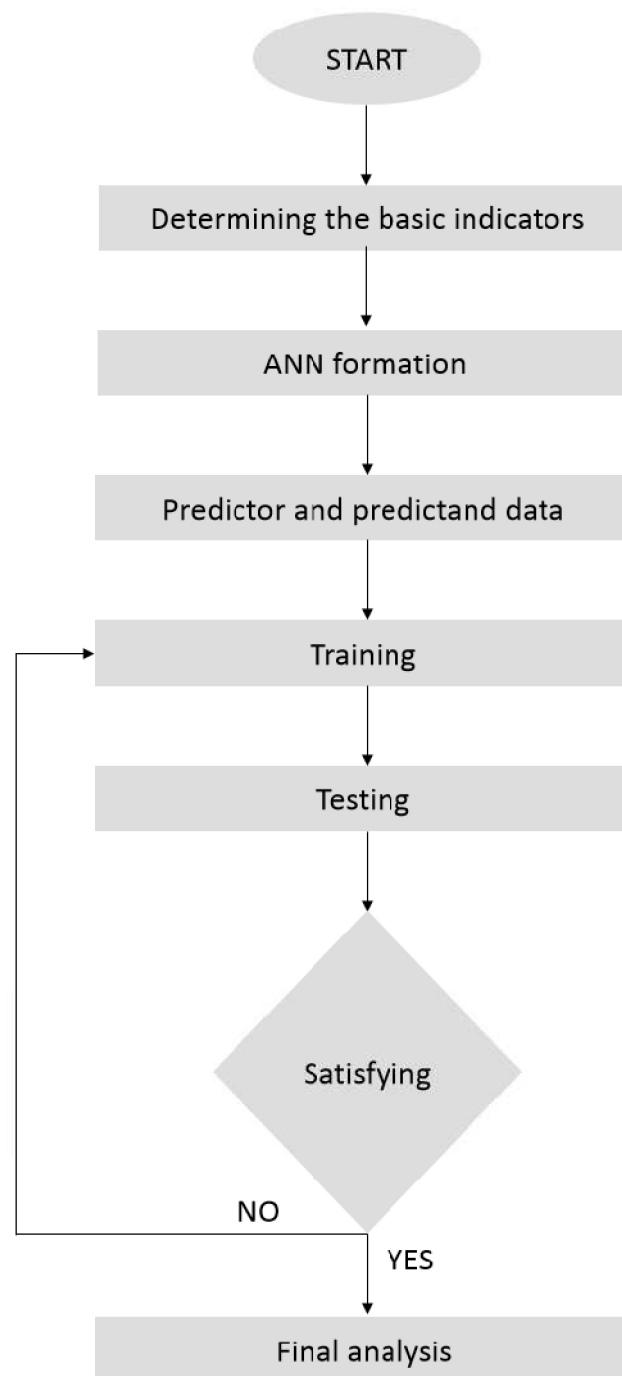 START
Determining the basic indicators
ANN formation
Predictor and predictand data
Training
Testing
Satisfying
NO
YES
Final analysis